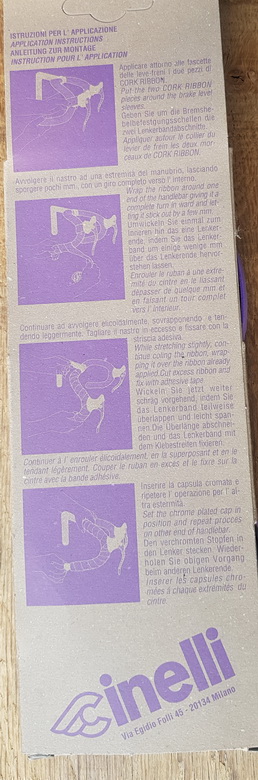 ISTRUZIONI PER L' APPLICAZIONE
APPLICATION INSTRUCTIONS
ANLEITUNG ZUR MONTAGE
INSTRUCTION POUR L' APPLICATION
Applicare attorno alle fascette
delle leve-freni i due pezzi di
CORK RIBBON.
Put the two CORK RIBBON
pieces around the brake level
sleeves.
Geben Sie um die Bremshe-
belbefestigungsscheilen die
zwei Lenkerbandabschnitte.
Appliquer autour le collier du
levier de frein les deux mor-
ceaux de CORK RIBBON.
Avvolgere il nastro ad una estremità del manubrio, lasciando
sporgere pochi mm., con un giro completo verso l' interno.
Wrap the ribbon around one
end of the handlebar giving it a
complete turn in ward and let-
ting it stick out by a few mm.
Umwickeln Sie einmal zum
Inneren hin das eine Lenker-
ende, indem Sie das Lenker-
band um einige wenige mm.
über das Lenkerende hervor-
stehen lassen.
Enrouler le ruban à une extré-
mité du cintre en le laissant
dépasser de quelque mm et
en faisant un tour complet
vers l' interieur.
Continuare ad avvolgere elicoidalmente, sovrapponendo e ten-
dendo leggermente. Tagliare il nastro in eccesso e fissare con la
striscia adesiva.
While stretching slightly, con-
tinue coiling the ribbon, wrap-
ping it over the ribbon already
applied. Cut excess ribbon and
fix with adhesive tape.
Wickeln Sie jetzt weiter
schräg vorgehend, indem Sie
das Lenkerband teilweise
überlappen und leicht span-
nen. Die Überlänge abschnei-
den und das Lenkerband mit
dem Klebestreifen fixieren.
Continuer à l' enrouler elicoidalement, en la superposant et en le
tendant légèrement. Couper le ruban en excès et le fixre sur la
cintre avec la bande adhésive.
Inserire la capsula cromata e
ripetere l' operazione per l' al-
tra estremità.
Set the chrome plated cap in
position and repeat proces
on other end of handlebar.
Den verchromtan Stopfen in
den Lenker stecken. Wieder-
holen Sie obigen Vorgang
beim anderen Lenkerende.
Insérer les capsules chro-
mées à chaque extrémités du
cintre.
Cinelli
Via Egidio Folli 45 - 20134 Milano